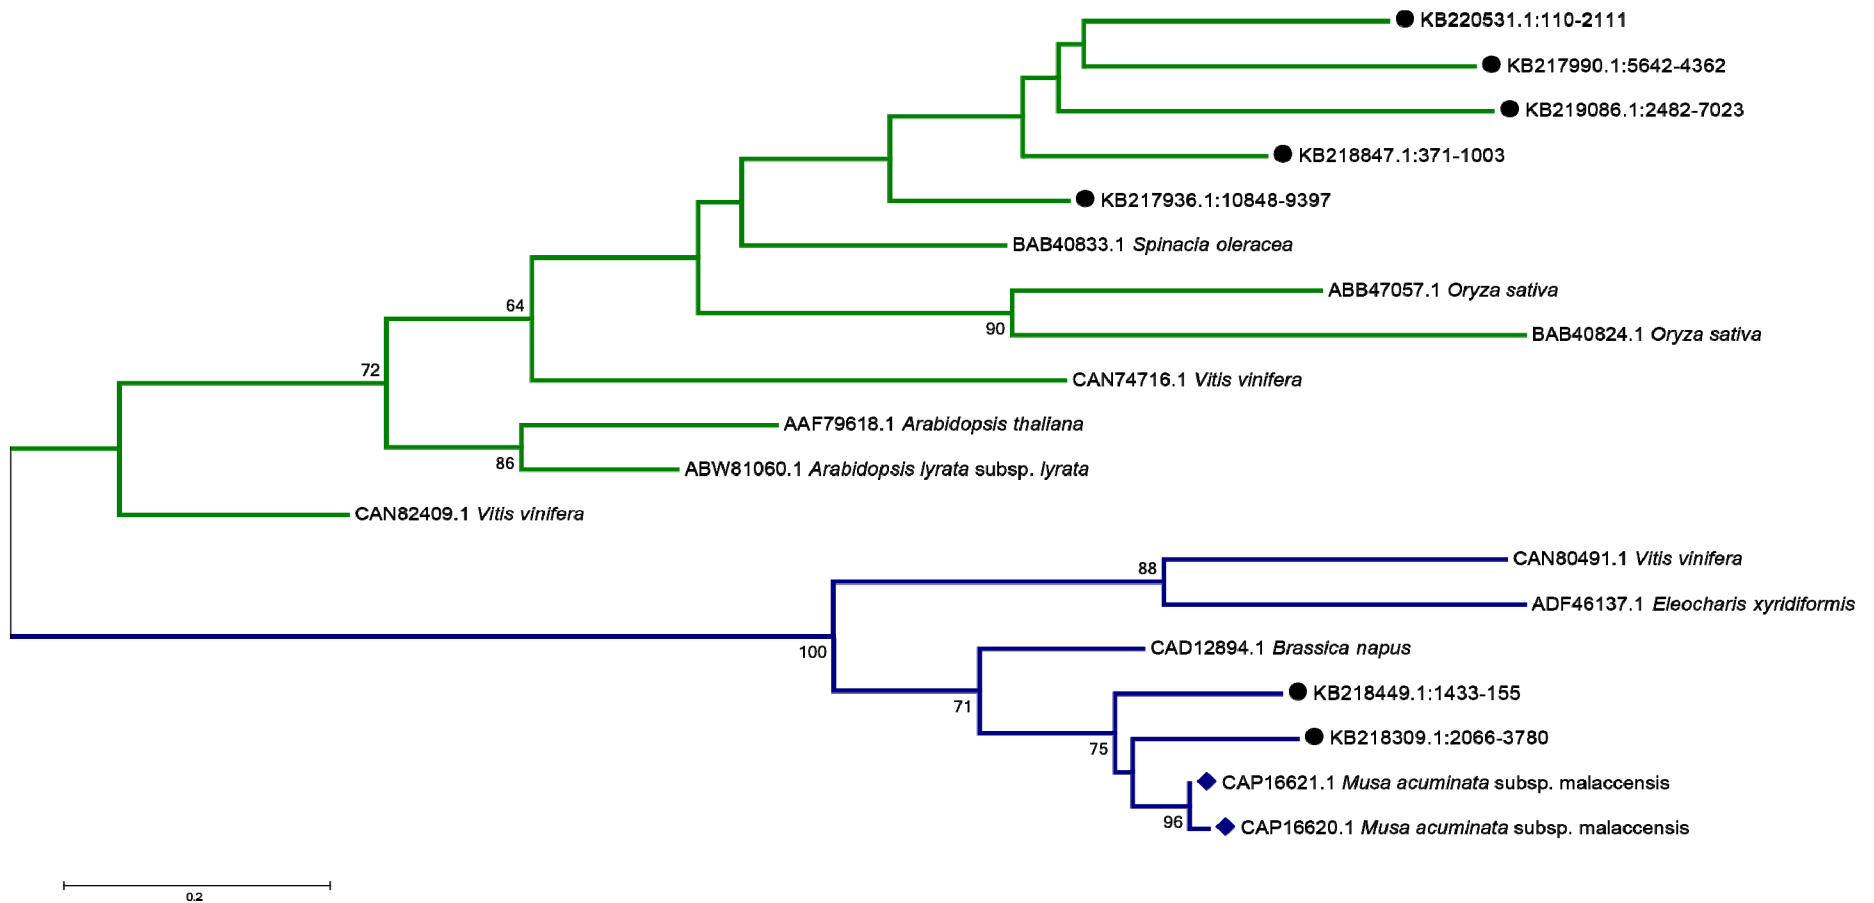 KB220531.1:110-2111
KB217990.1:5642-4362
KB219086.1:2482-7023
KB218847.1:371-1003
KB217936.1:10848-9397
BAB40833.1 Spinacia oleracea
64
ABB47057.1 Oryza sativa
90
BAB40824.1 Oryza sativa
72
CAN74716.1 Vitis vinifera
AAF79618.1 Arabidopsis thaliana
86
ABW81060.1 Arabidopsis lyrata subsp. lyrata
CAN82409.1 Vitis vinifera
CAN80491.1 Vitis vinifera
88
ADF46137.1 Eleocharis xyridiformis
100
CAD12894.1 Brassica napus
71
KB218449.1:1433-155
75
KB218309.1:2066-3780
CAP16621.1 Musa acuminata subsp. malaccensis
96
CAP16620.1 Musa acuminata subsp. malaccensis
0.2